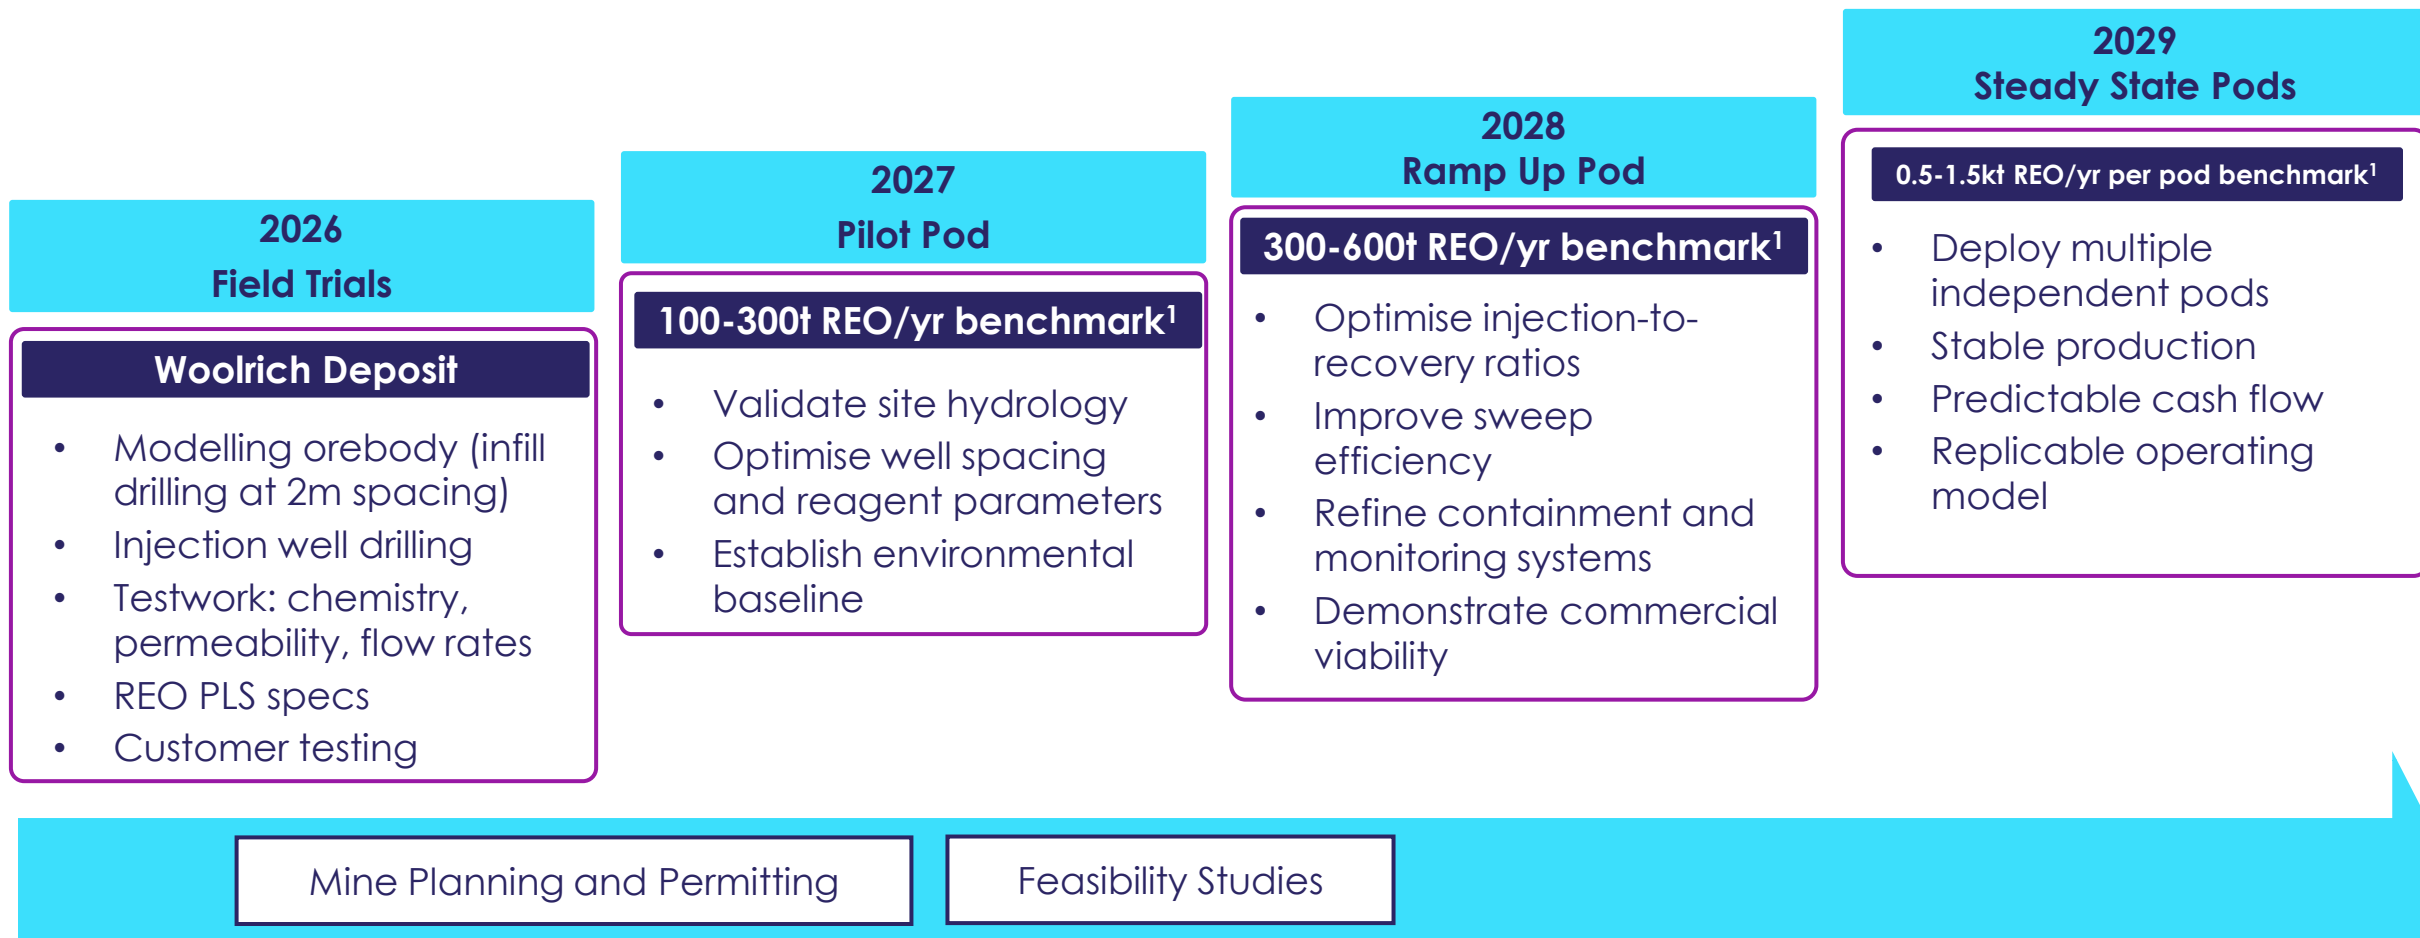 2026
Field Trials
Woolrich Deposit
• Modelling orebody (infill
drilling at 2m spacing)
• Injection well drilling
• Testwork: chemistry,
permeability, flow rates
• REO PLS specs
• Customer testing
2027
Pilot Pod
100-300t REO/yr benchmark¹
• Validate site hydrology
• Optimise well spacing
and reagent parameters
• Establish environmental
baseline
2028
Ramp Up Pod
300-600t REO/yr benchmark¹
• Optimise injection-to-
recovery ratios
• Improve sweep
efficiency
• Refine containment and
monitoring systems
• Demonstrate commercial
viability
2029
Steady State Pods
0.5-1.5kt REO/yr per pod benchmark¹
• Deploy multiple
independent pods
• Stable production
• Predictable cash flow
• Replicable operating
model
Mine Planning and Permitting
Feasibility Studies